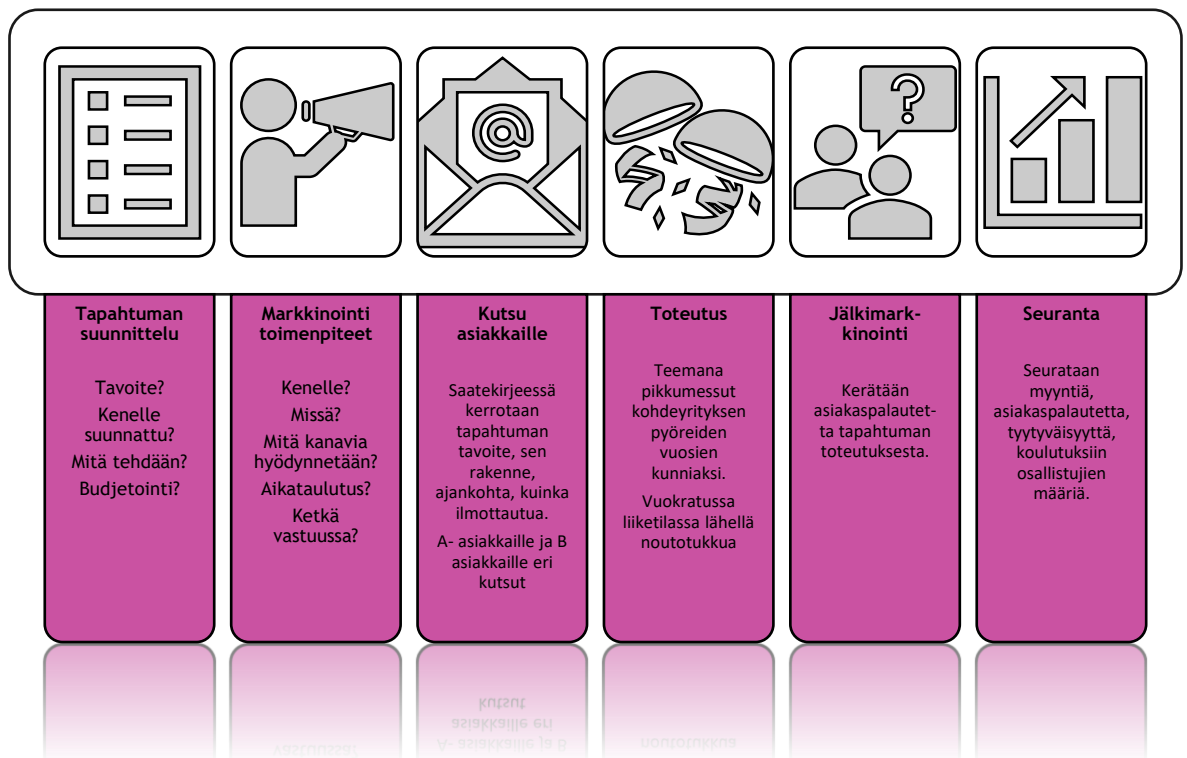 Tapahtuman
suunnittelu
Tavoite?
Kenelle
suunnattu?
Mitä tehdään?
Budjetointi?
Markkinointi
toimenpiteet
Kenelle?
Missä?
Mitä kanavia
hyödynnetään?
Aikataulutus?
Ketkä
vastuussa?
Kutsu
asiakkaille
Saatekirjeessä
kerrotaan
tapahtuman
tavoite, sen
rakenne,
ajankohta, kuinka
ilmottautua.
A- asiakkaille ja B
asiakkaille eri
kutsut
Toteutus
Teemana
pikkumessut
kohdeyrityksen
pyöreiden
vuosien
kunniaksi.
Vuokratussa
liiketilassa lähellä
noutotukkua
Jälkimark-
kinointi
Kerätään
asiakaspalautet-
ta tapahtuman
toteutuksesta.
Seuranta
Seurataan
myyntiä,
asiakaspalautetta,
tyytyväisyyttä,
koulutuksiin
osallistujien
määriä.